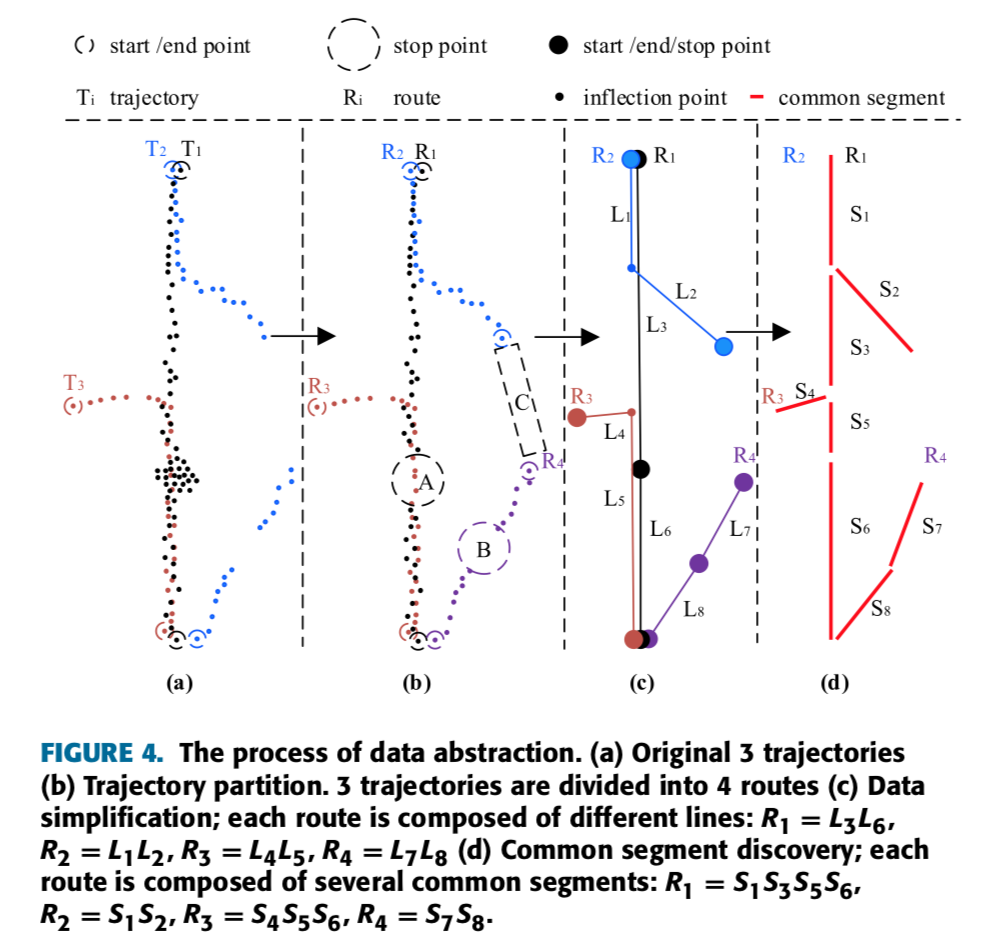 start /end point
stop point
start /end/stop point
Ti trajectory
Ri route
inflection point
common segment
T2 T1
R2 R1
R2 R1
R2 R1
L1
S1
L2
S2
L3
S3
T3
R3
C
R3
L4
R3
S4
S5
A
R4
R4
R4
L5
L6
L7
S6
S7
B
L8
S8
(a)
(b)
(c)
(d)
FIGURE 4. The process of data abstraction. (a) Original 3 trajectories
(b) Trajectory partition. 3 trajectories are divided into 4 routes (c) Data
simplification; each route is composed of different lines: R1 = L3L6,
R2 = L1L2, R3 = L4L5, R4 = L7L8 (d) Common segment discovery; each
route is composed of several common segments: R1 = S1S3S5S6,
R2 = S1S2, R3 = S4S5S6, R4 = S7S8.